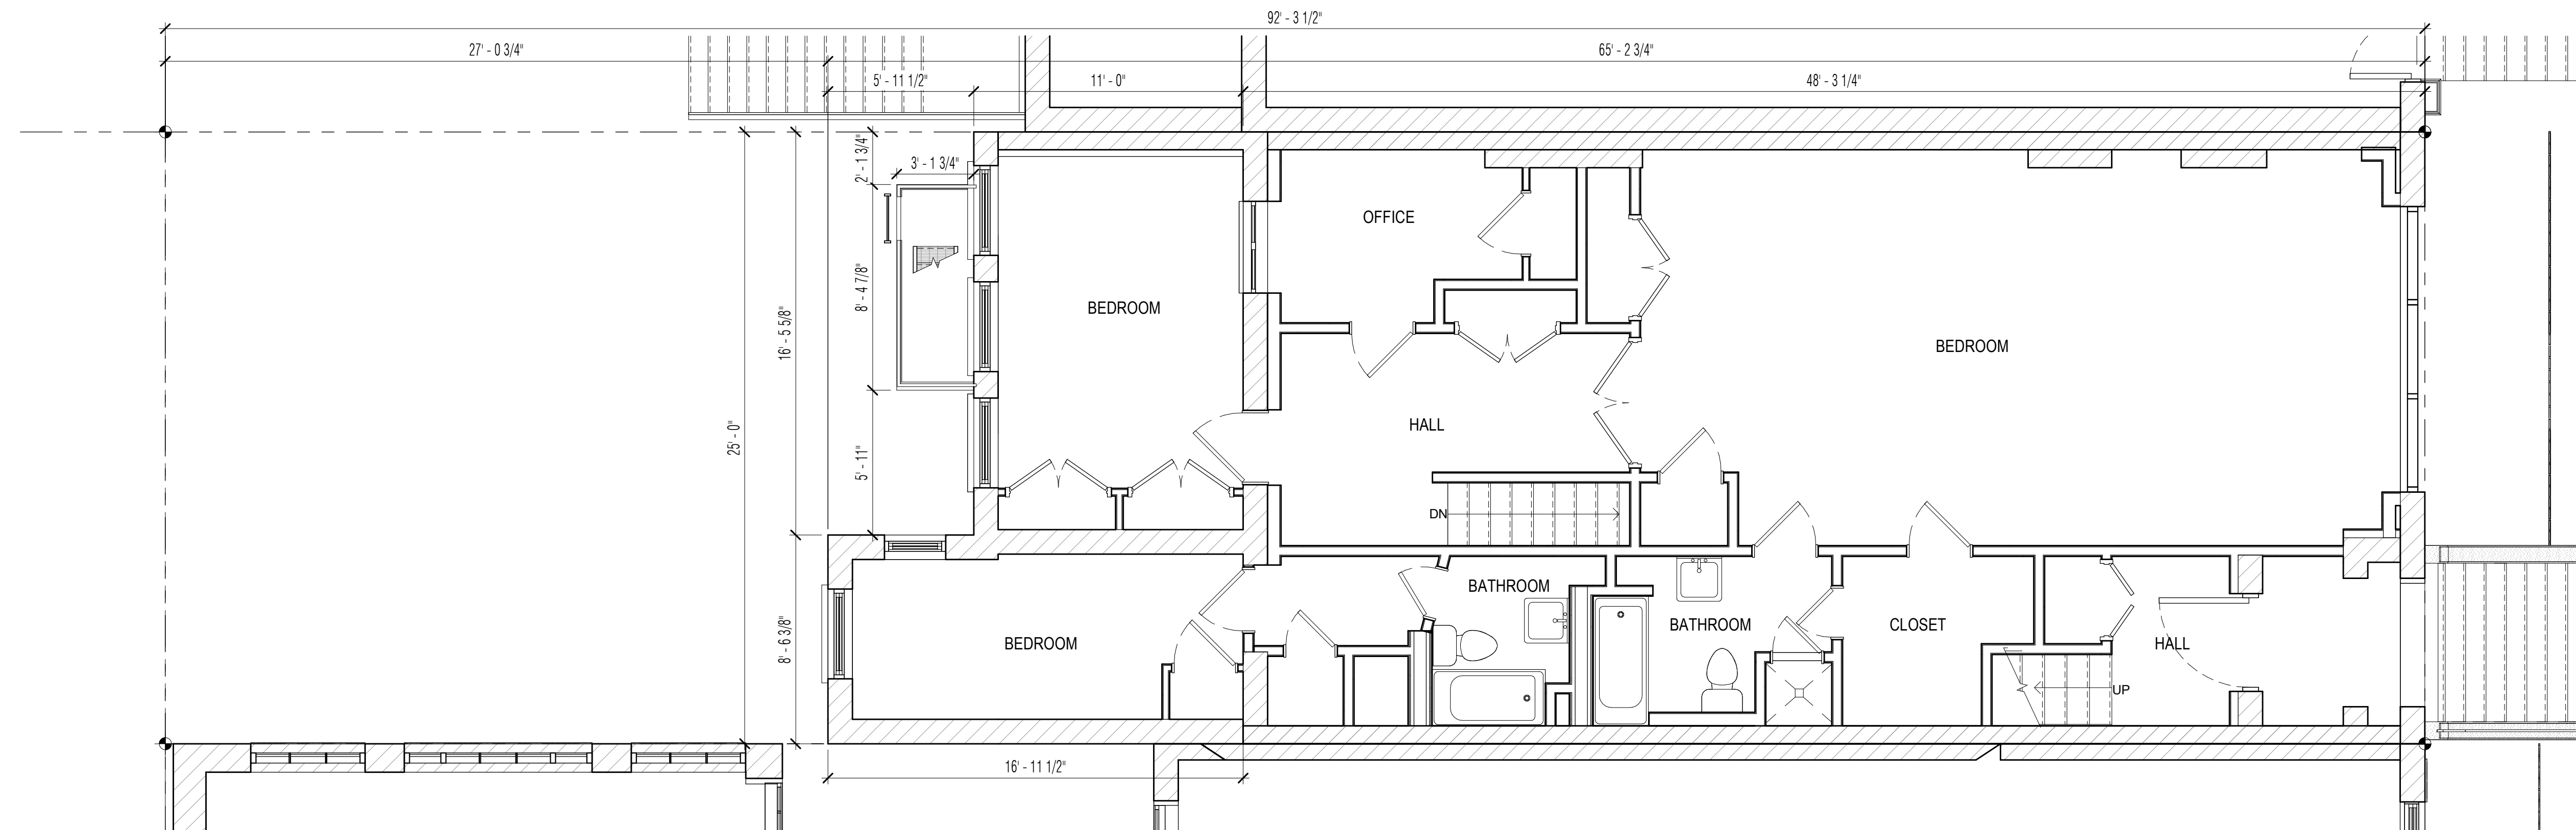 92' - 3 1/2"
27' - 0 3/4"
65' - 2 3/4"
5' - 11 1/2"
11' - 0"
48' - 3 1/4"
2' - 1 3/4"
3' - 1 3/4"
OFFICE
8' - 4 7/8"
BEDROOM
16' - 5 5/8"
BEDROOM
HALL
25' - 0"
5' - 11"
DN
BATHROOM
BATHROOM
CLOSET
8' - 6 3/8"
BEDROOM
HALL
UP
16' - 11 1/2"